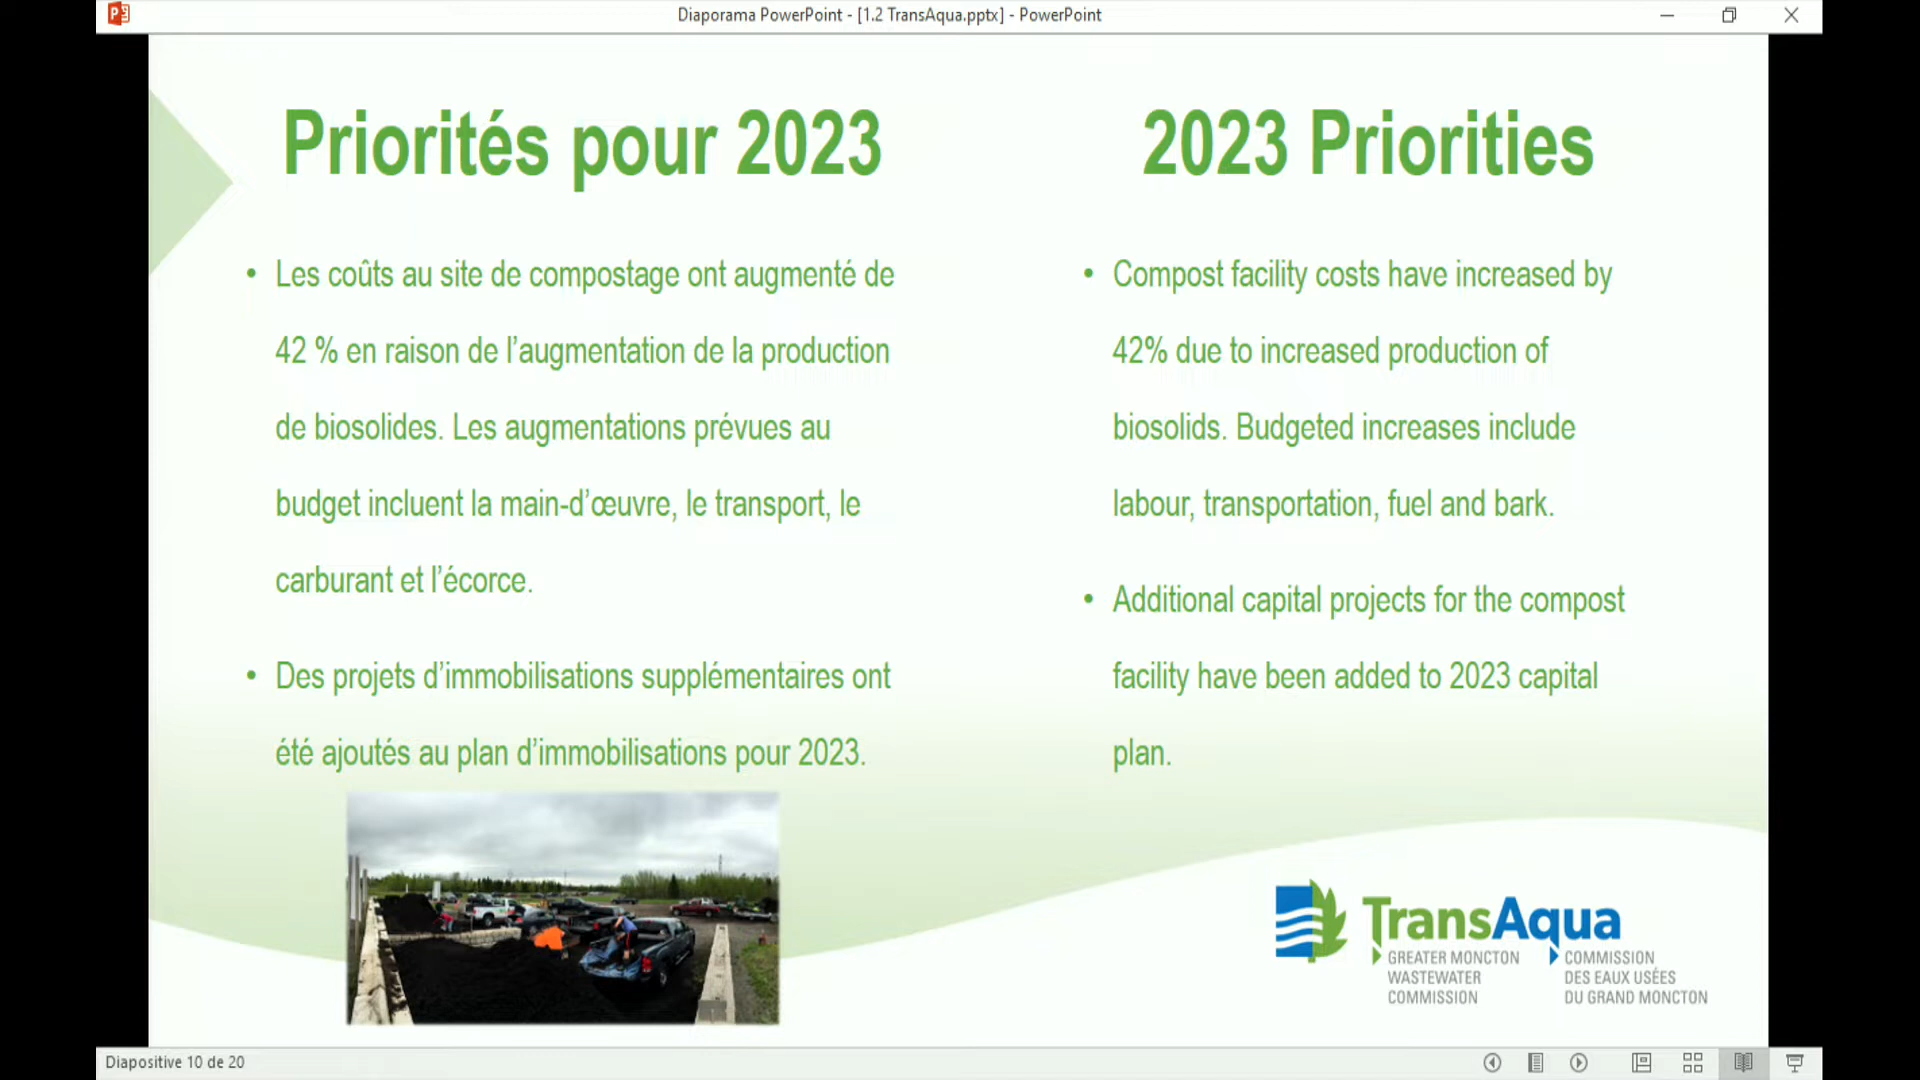 Diaporama PowerPoint - [1.2 TransAqua.pptx] - PowerPoint
Priorités pour 2023
• Les coûts au site de compostage ont augmenté de
42 % en raison de l’augmentation de la production
de biosolides. Les augmentations prévues au
budget incluent la main-d’œuvre, le transport, le
carburant et l’écorce.
• Des projets d’immobilisations supplémentaires ont
été ajoutés au plan d’immobilisations pour 2023.
2023 Priorities
• Compost facility costs have increased by
42% due to increased production of
biosolids. Budgeted increases include
labour, transportation, fuel and bark.
• Additional capital projects for the compost
facility have been added to 2023 capital
plan.
TransAqua
GREATER MONCTON
WASTEWATER
COMMISSION
COMMISSION
DES EAUX USÉES
DU GRAND MONCTON
Diapositive 10 de 20